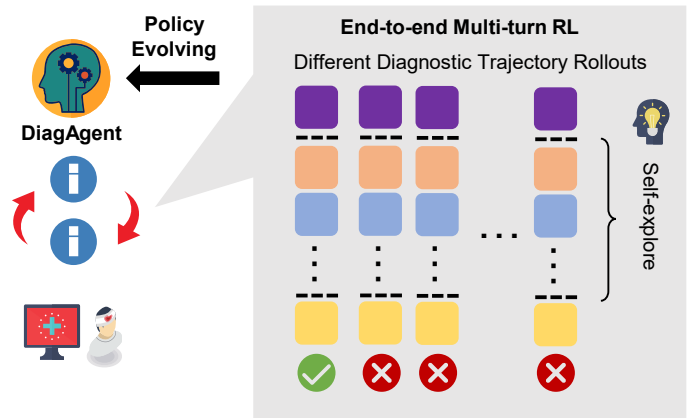 Policy
Evolving
DiagAgent
End-to-end Multi-turn RL
Different Diagnostic Trajectory Rollouts
Self-explore